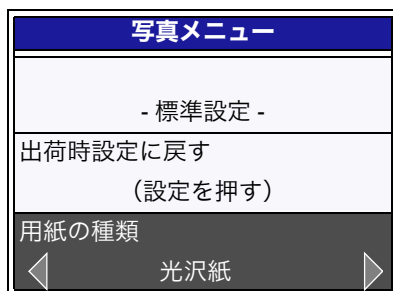 写真メニュー
- 標準設定 -
出荷時設定に戻す
（設定を押す）
用紙の種類
光沢紙